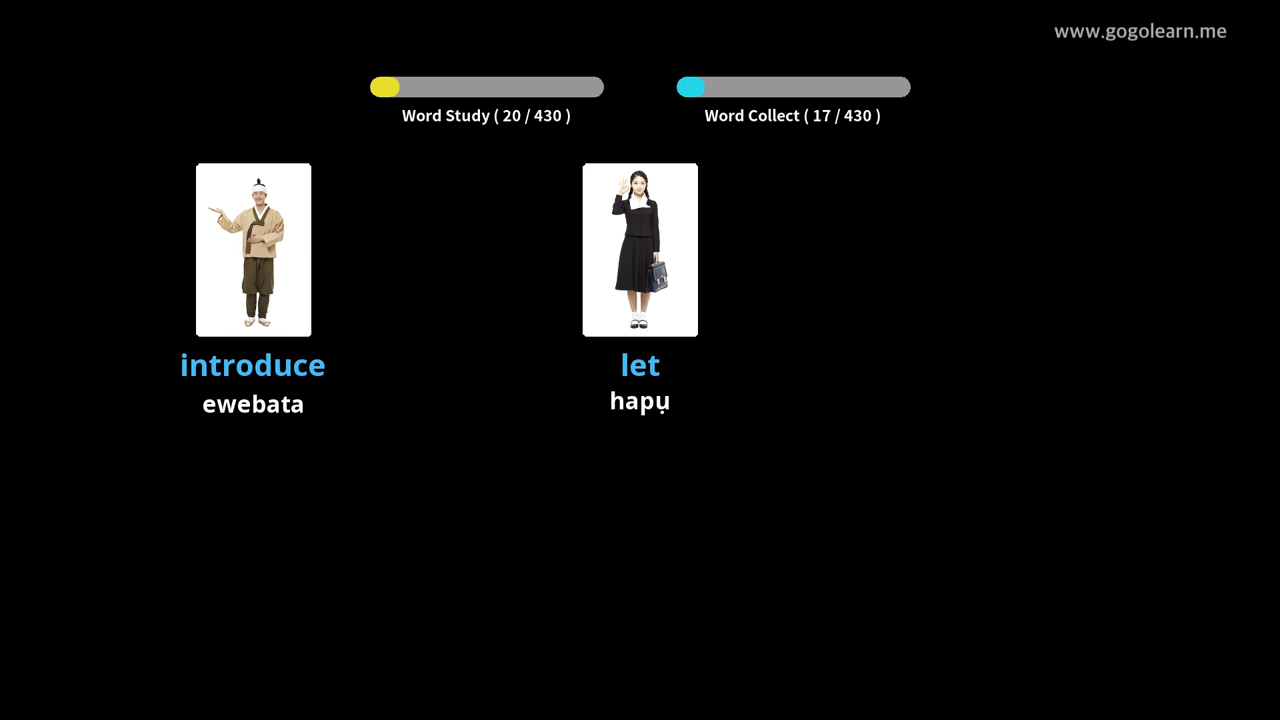 www.gogolearn.me
Word Study ( 20 / 430 )
Word Collect ( 17 / 430 )
introduce
ewebata
let
hapụ